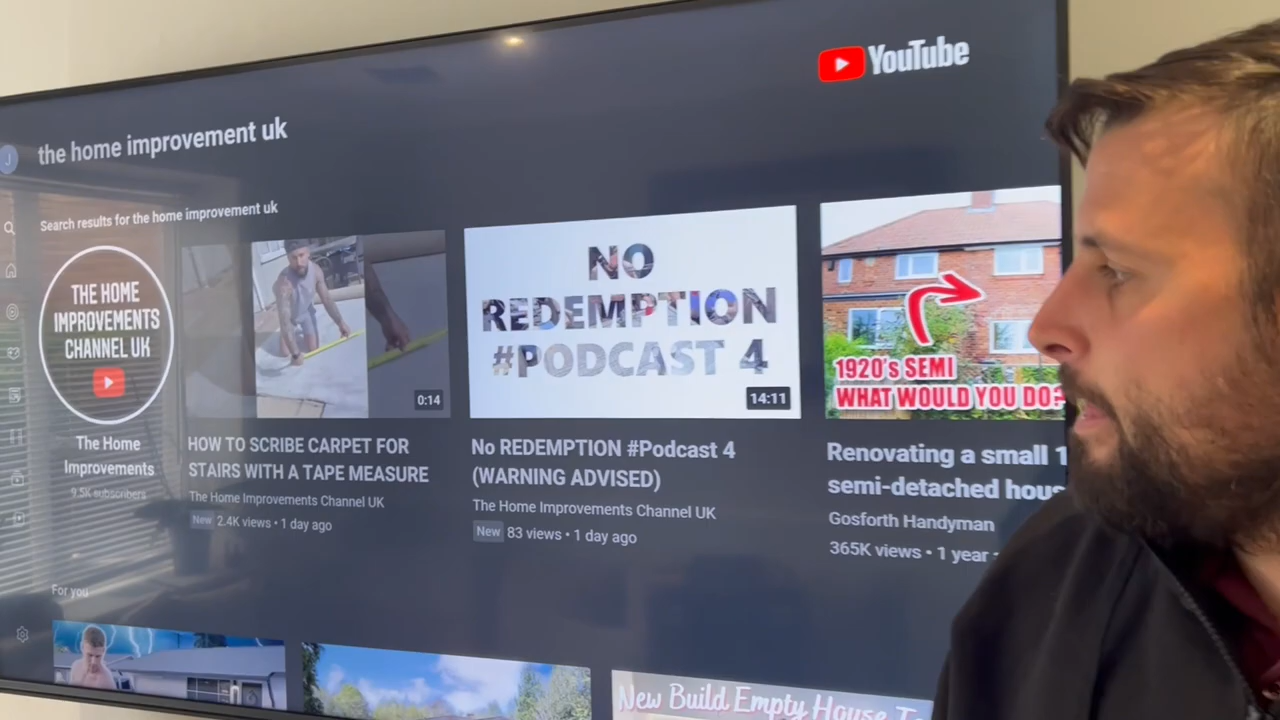 YouTube
J
the home improvement uk
Search results for the home improvement uk
THE HOME
IMPROVEMENTS
CHANNEL UK
The Home
Improvements
9.5K subscribers
0:14
HOW TO SCRIBE CARPET FOR
STAIRS WITH A TAPE MEASURE
The Home Improvements Channel UK
New 2.4K views • 1 day ago
NO
REDEMPTION
#PODCAST 4
14:11
No REDEMPTION #Podcast 4
(WARNING ADVISED)
The Home Improvements Channel UK
New 83 views • 1 day ago
1920's SEMI
WHAT WOULD YOU DO?
Renovating a small 1
semi-detached hous
Gosforth Handyman
365K views • 1 year
For you
New Build Empty House